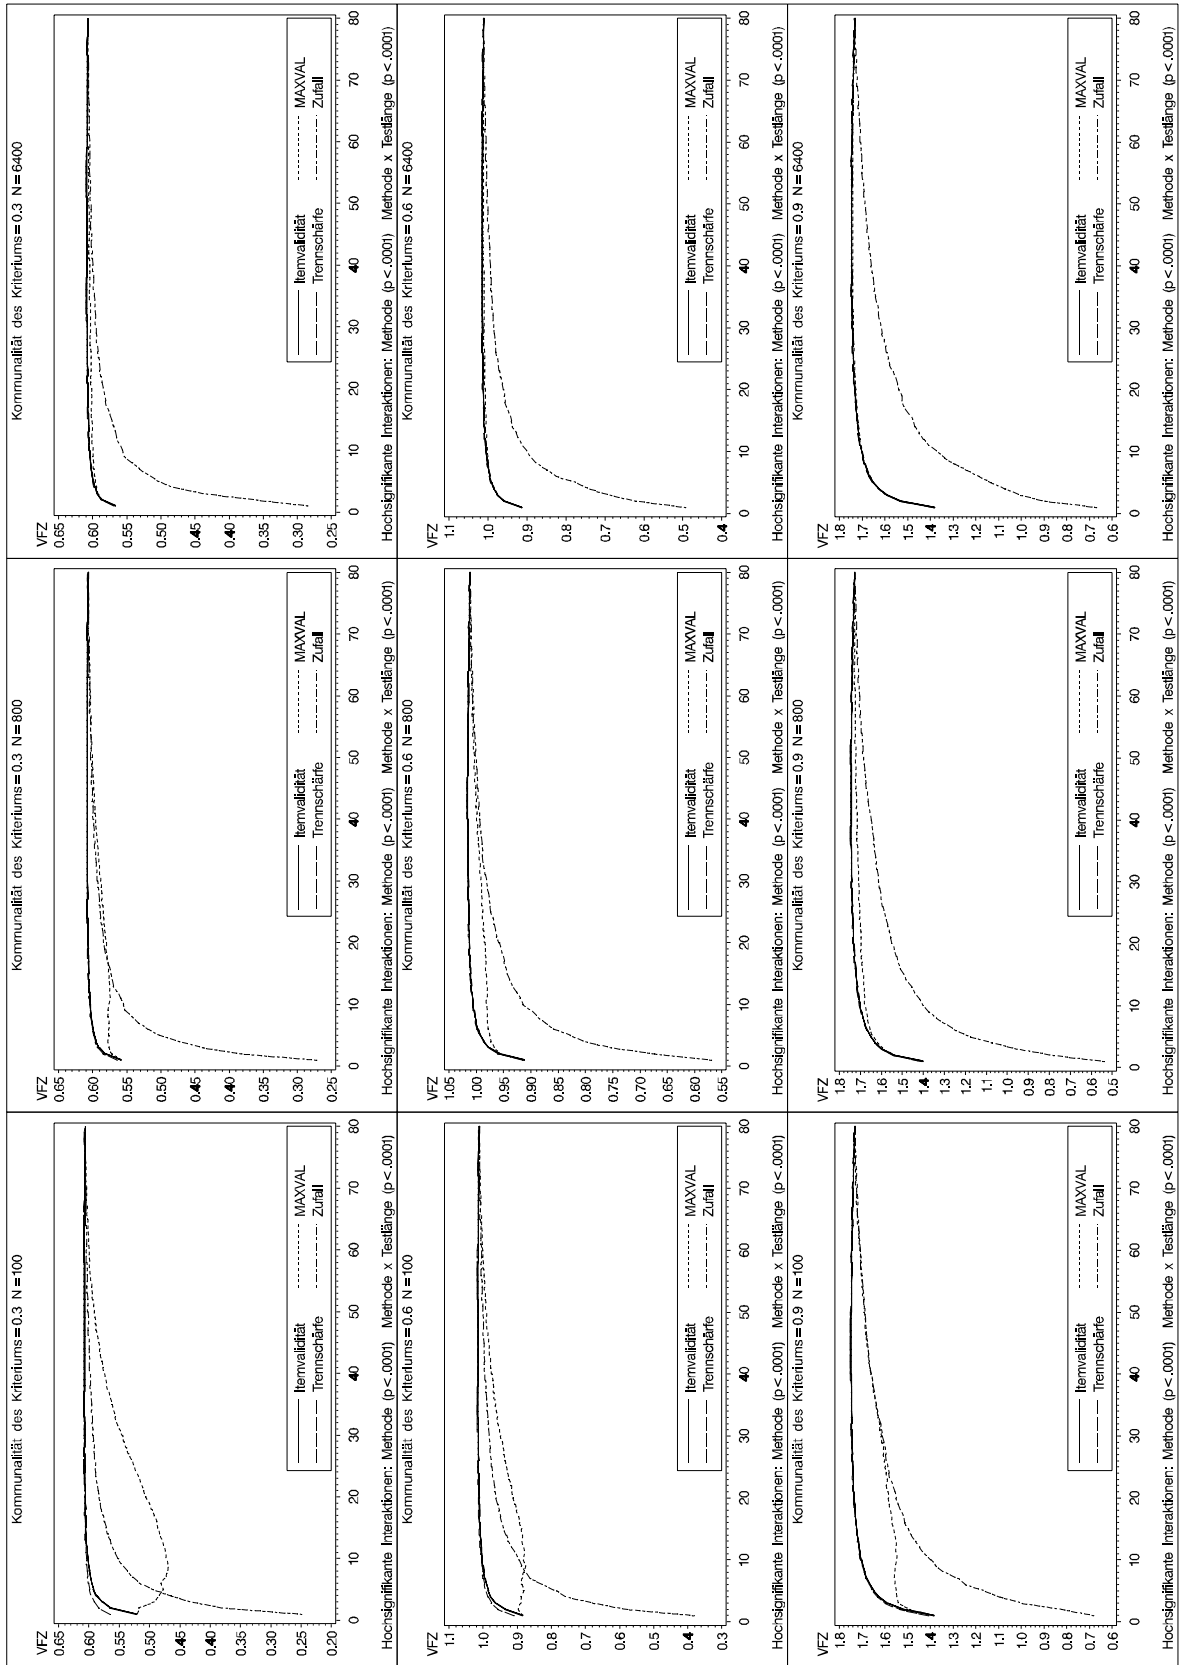 Kommunalität des Kriteriums=0.3 N=100
VFZ
0.65
0.60
0.55
0.50
0.45
0.40
0.35
0.30
0.25
0.20
Itemvalidität MAXVAL
Trennschärfe Zufall
0 10 20 30 40 50 60 70 80
Hochsignifikante Interaktionen: Methode (p<.0001) Methode x Testlänge (p<.0001)
Kommunalität des Kriteriums=0.3 N=800
VFZ
0.65
0.60
0.55
0.50
0.45
0.40
0.35
0.30
0.25
Itemvalidität MAXVAL
Trennschärfe Zufall
0 10 20 30 40 50 60 70 80
Hochsignifikante Interaktionen: Methode (p<.0001) Methode x Testlänge (p<.0001)
Kommunalität des Kriteriums=0.3 N=6400
VFZ
0.65
0.60
0.55
0.50
0.45
0.40
0.35
0.30
0.25
Itemvalidität MAXVAL
Trennschärfe Zufall
0 10 20 30 40 50 60 70 80
Hochsignifikante Interaktionen: Methode (p<.0001) Methode x Testlänge (p<.0001)
Kommunalität des Kriteriums=0.6 N=100
VFZ
1.1
1.0
0.9
0.8
0.7
0.6
0.5
0.4
0.3
Itemvalidität MAXVAL
Trennschärfe Zufall
0 10 20 30 40 50 60 70 80
Hochsignifikante Interaktionen: Methode (p<.0001) Methode x Testlänge (p<.0001)
Kommunalität des Kriteriums=0.6 N=800
VFZ
1.05
1.00
0.95
0.90
0.85
0.80
0.75
0.70
0.65
0.60
0.55
Itemvalidität MAXVAL
Trennschärfe Zufall
0 10 20 30 40 50 60 70 80
Hochsignifikante Interaktionen: Methode (p<.0001) Methode x Testlänge (p<.0001)
Kommunalität des Kriteriums=0.6 N=6400
VFZ
1.1
1.0
0.9
0.8
0.7
0.6
0.5
0.4
Itemvalidität MAXVAL
Trennschärfe Zufall
0 10 20 30 40 50 60 70 80
Hochsignifikante Interaktionen: Methode (p<.0001) Methode x Testlänge (p<.0001)
Kommunalität des Kriteriums=0.9 N=100
VFZ
1.8
1.7
1.6
1.5
1.4
1.3
1.2
1.1
1.0
0.9
0.8
0.7
0.6
Itemvalidität MAXVAL
Trennschärfe Zufall
0 10 20 30 40 50 60 70 80
Hochsignifikante Interaktionen: Methode (p<.0001) Methode x Testlänge (p<.0001)
Kommunalität des Kriteriums=0.9 N=800
VFZ
1.8
1.7
1.6
1.5
1.4
1.3
1.2
1.1
1.0
0.9
0.8
0.7
0.6
0.5
Itemvalidität MAXVAL
Trennschärfe Zufall
0 10 20 30 40 50 60 70 80
Hochsignifikante Interaktionen: Methode (p<.0001) Methode x Testlänge (p<.0001)
Kommunalität des Kriteriums=0.9 N=6400
VFZ
1.8
1.7
1.6
1.5
1.4
1.3
1.2
1.1
1.0
0.9
0.8
0.7
0.6
Itemvalidität MAXVAL
Trennschärfe Zufall
0 10 20 30 40 50 60 70 80
Hochsignifikante Interaktionen: Methode (p<.0001) Methode x Testlänge (p<.0001)